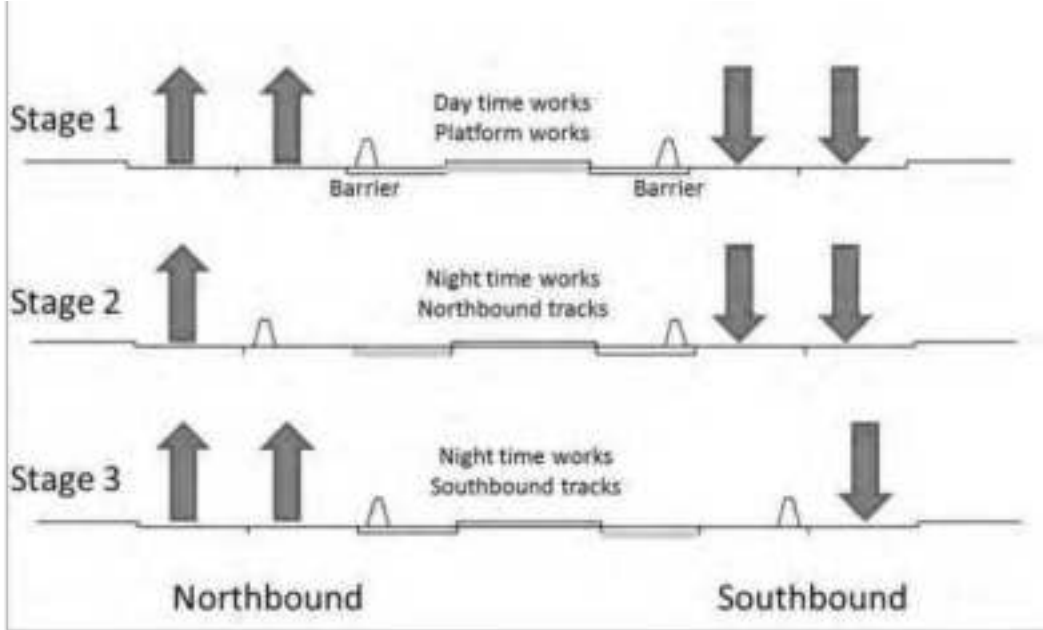 Stage 1
Day time works
Platform works
Barrier
Barrier
Stage 2
Night time works
Northbound tracks
Stage 3
Night time works
Southbound tracks
Northbound
Southbound